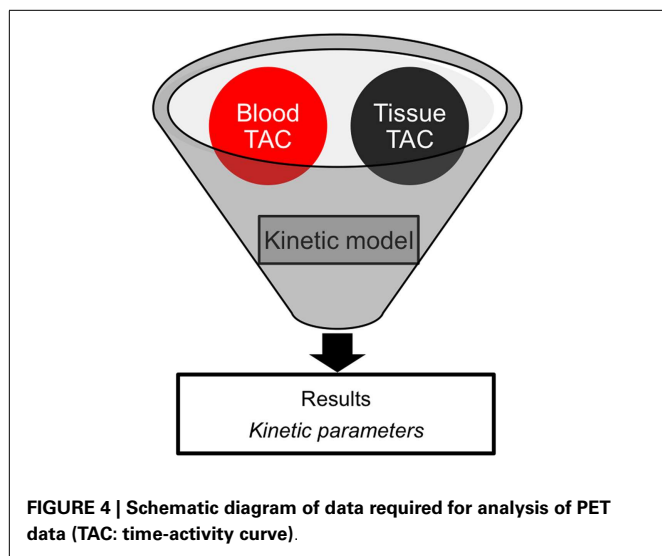 Blood
TAC
Tissue
TAC
Kinetic model
Results
Kinetic parameters
FIGURE 4 | Schematic diagram of data required for analysis of PET
data (TAC: time-activity curve).